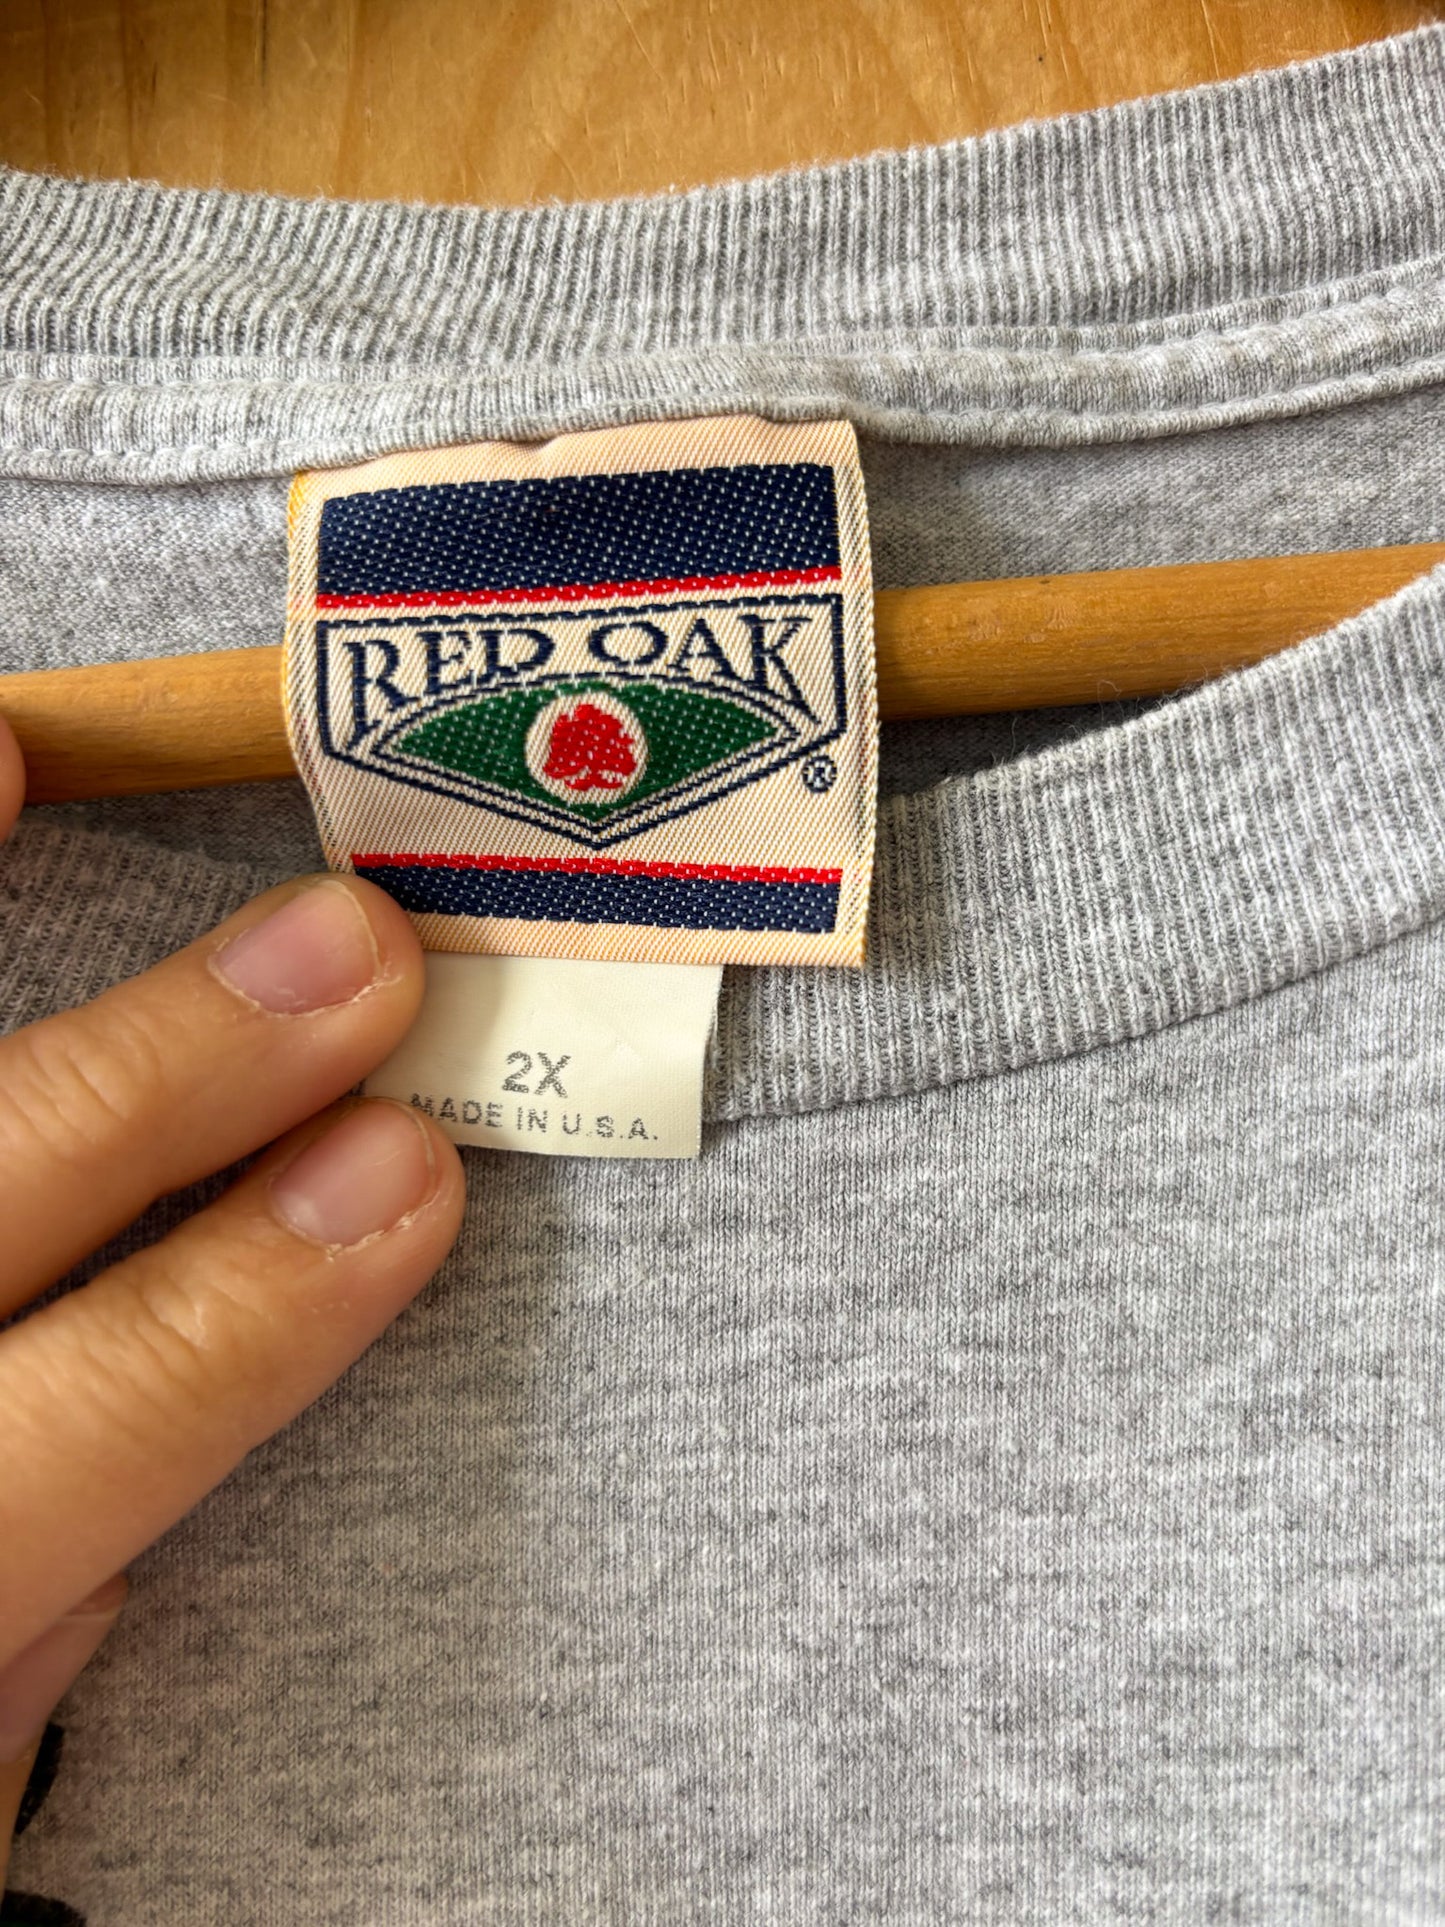 RED OAK
®
2X
MADE IN U.S.A.